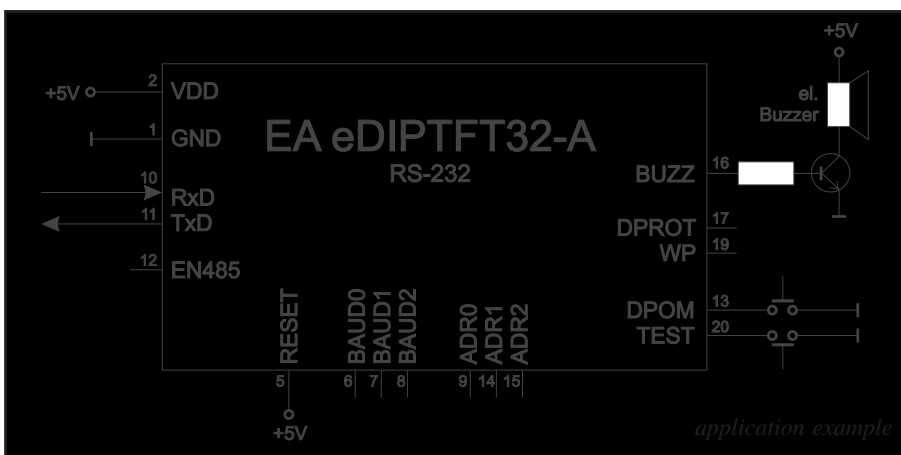 +5V
2
+5V
VDD
el.
Buzzer
1
GND
EA eDIPTFT32-A
RS-232
16
BUZZ
10
RxD
11
TxD
17
DPROT
19
WP
12
EN485
13
DPOM
20
TEST
RESET
BAUD0
BAUD1
BAUD2
ADR0
ADR1
ADR2
5
6
7
8
9
14
15
+5V
application example